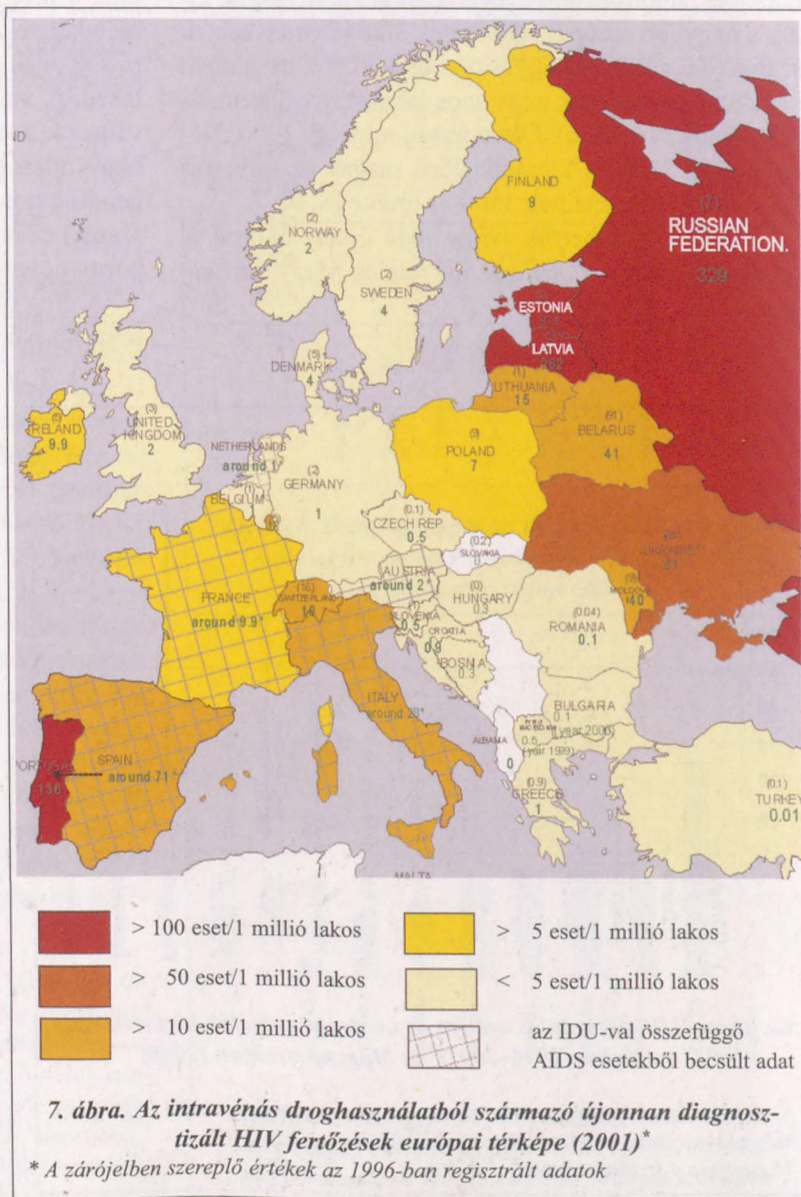 ND
FINLAND
9
(2)
NORWAY
2
(2)
SWEDEN
4
RUSSIAN
FEDERATION.
329
ESTONIA
LATVIA
(1)
LITHUANIA
15
BELARUS
41
(5)
DENMARK
4
IRELAND
9.9
(3)
UNITED
KINGDOM
2
NETHERLANDS
around 1*
BELGIUM
(2)
GERMANY
1
POLAND
7
(0.1)
CZECH REP.
0.5
(0.2)
SLOVAKIA
AUSTRIA
around 2*
(0)
HUNGARY
0.3
(9)
MOLDOVA
40
(16)
SWITZERLAND
19
FRANCE
around 9.9*
SLOVENIA
0.5
CROATIA
0.9
BOSNIA
0.3
(0.04)
ROMANIA
0.1
ITALY
BULGARIA
0.1
(year 2000)
(year 1999)
ALBANIA
0
(0.9)
GREECE
1
(0.1)
TURKEY
0.01
SPAIN
around 71*
PORTUGAL
MALTA
> 100 eset/1 millió lakos
> 50 eset/1 millió lakos
> 10 eset/1 millió lakos
> 5 eset/1 millió lakos
< 5 eset/1 millió lakos
az IDU-val összefüggő
AIDS esetekből becsült adat
7. ábra. Az intravénás droghasználatból származó újonnan diagnosz-
tizált HIV fertőzések európai térképe (2001)*
* A zárójelben szereplő értékek az 1996-ban regisztrált adatok